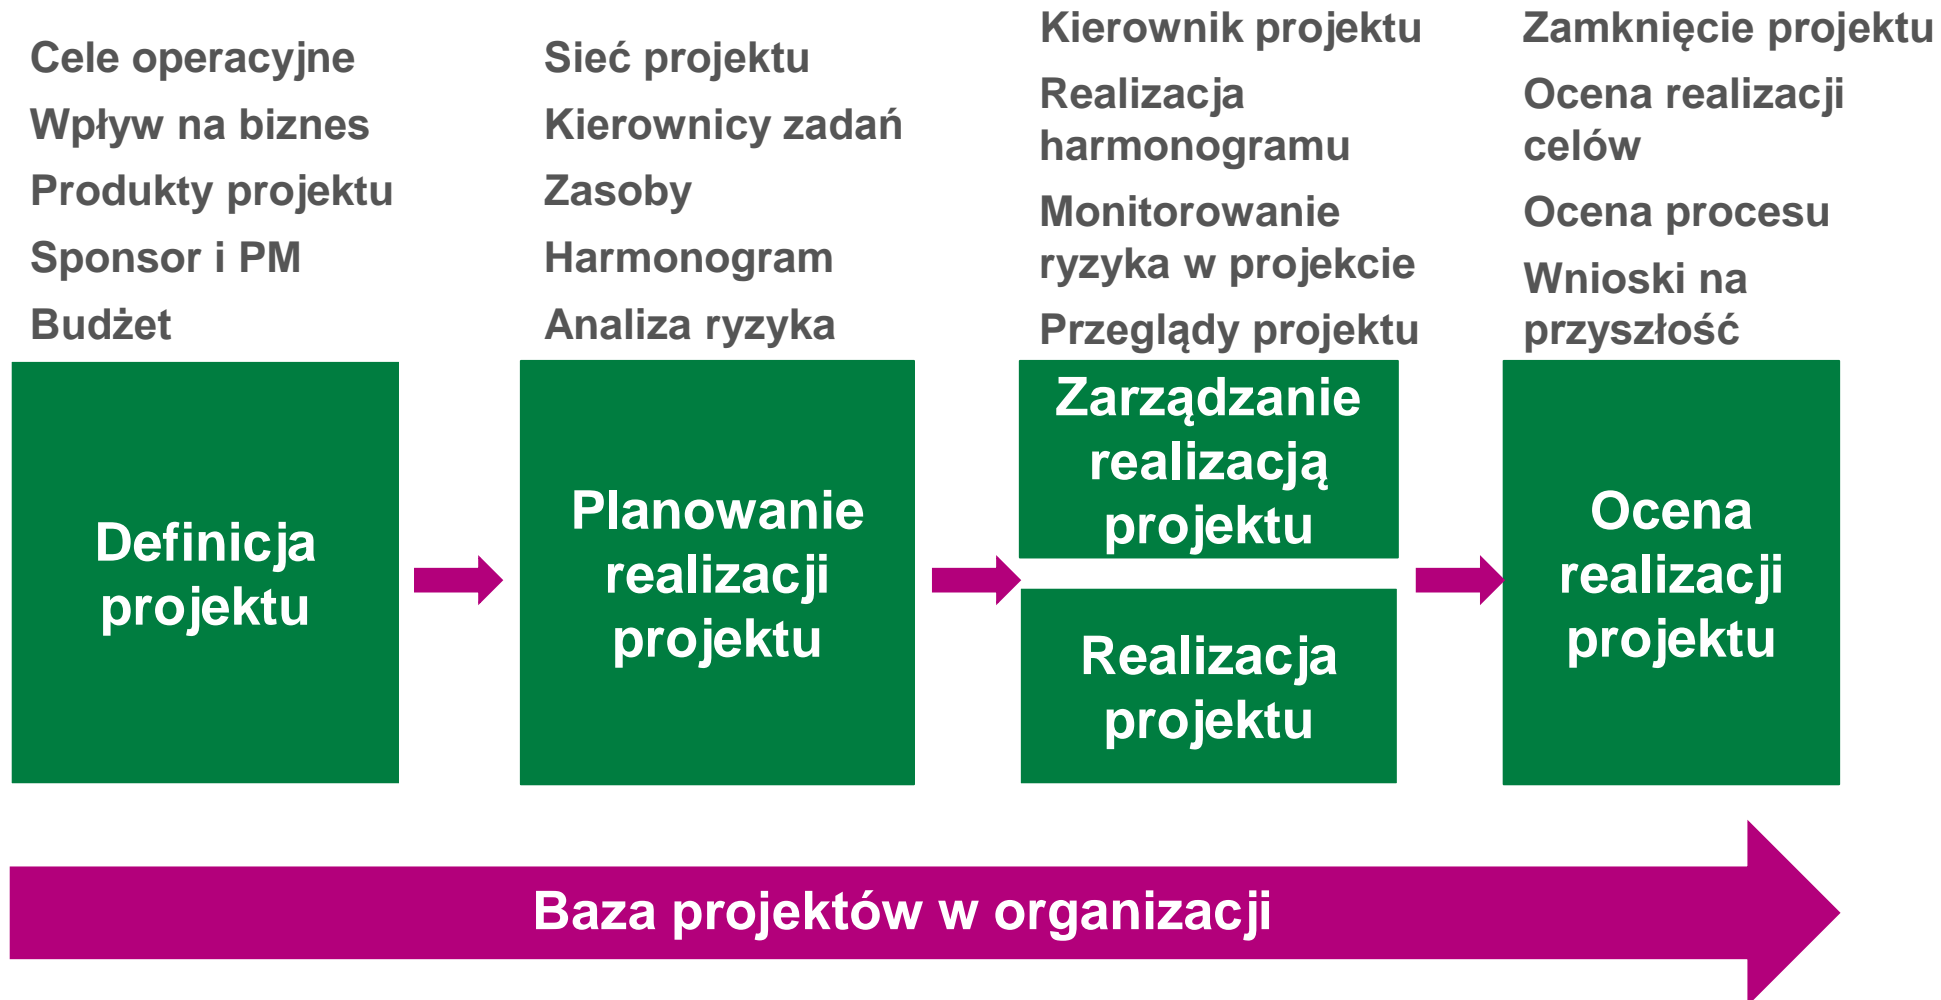 Cele operacyjne
Wpływ na biznes
Produkty projektu
Sponsor i PM
Budżet
Sieć projektu
Kierownicy zadań
Zasoby
Harmonogram
Analiza ryzyka
Kierownik projektu
Realizacja
harmonogramu
Monitorowanie
ryzyka w projekcie
Przeglądy projektu
Zamknięcie projektu
Ocena realizacji
celów
Ocena procesu
Wnioski na
przyszłość
Definicja
projektu
Planowanie
realizacji
projektu
Zarządzanie
realizacją
projektu
Realizacja
projektu
Ocena
realizacji
projektu
Baza projektów w organizacji